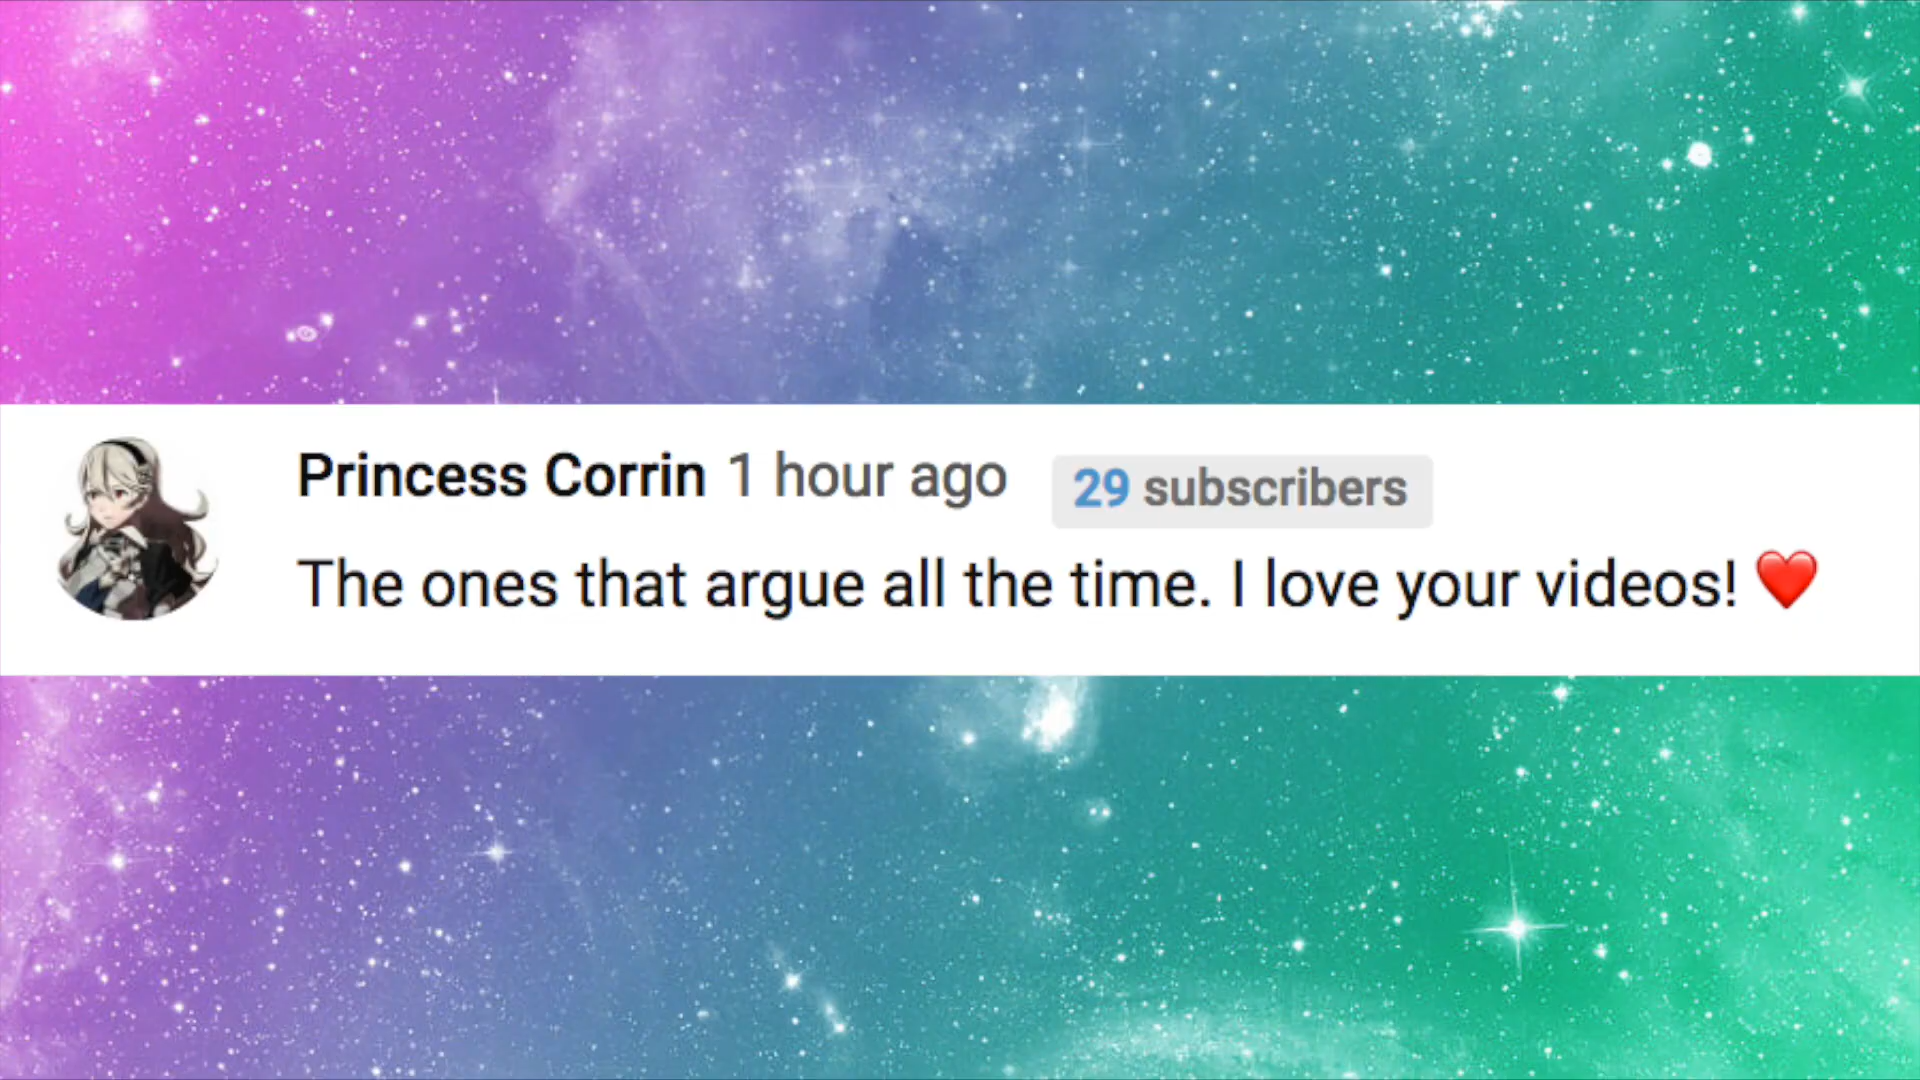 Princess Corrin 1 hour ago 29 subscribers
The ones that argue all the time. I love your videos! ❤️